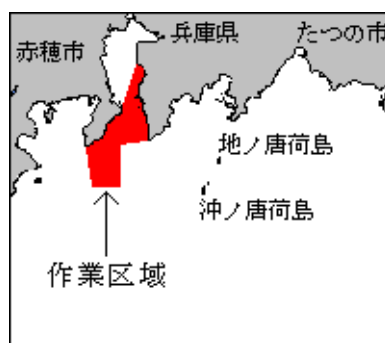 兵庫県
たつの市
赤穂市
地ノ唐荷島
沖ノ唐荷島
作業区域